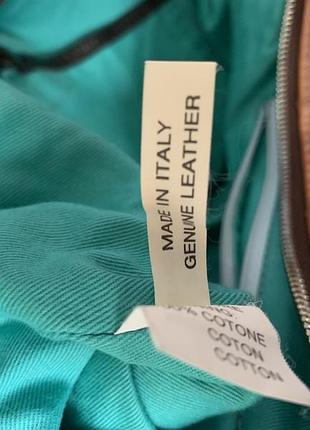 MADE IN ITALY
GENUINE LEATHER
COTONE
COTON
COTTON